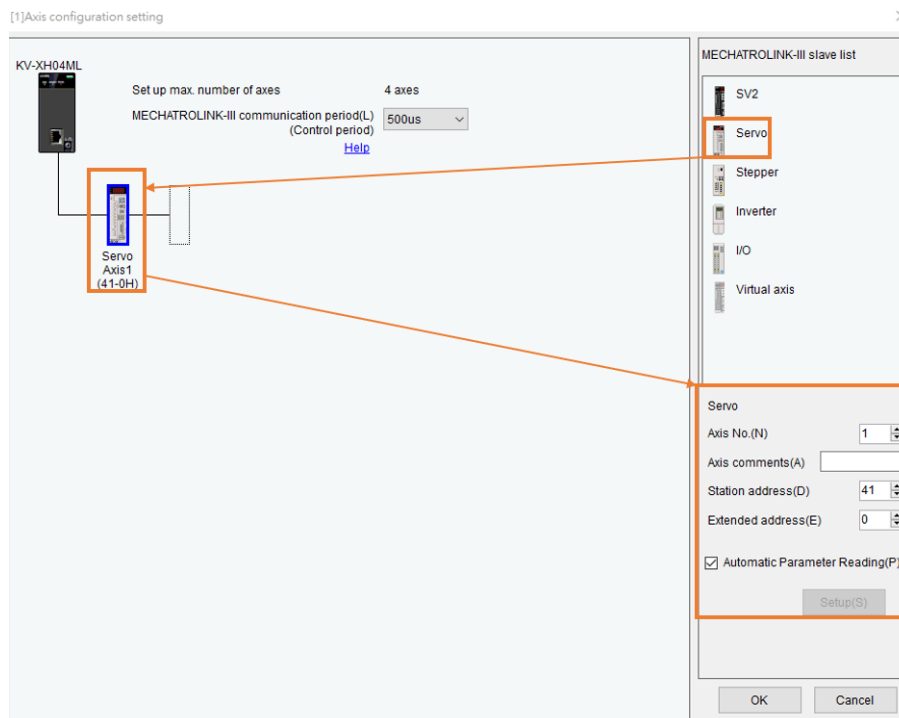 [1]Axis configuration setting
KV-XH04ML
Set up max. number of axes 4 axes
MECHATROLINK-III communication period(L) 500us
(Control period)
Help
Servo
Axis1
(41-0H)
MECHATROLINK-III slave list
SV2
Servo
Stepper
Inverter
I/O
Virtual axis
Servo
Axis No.(N) 1
Axis comments(A)
Station address(D) 41
Extended address(E) 0
Automatic Parameter Reading(P)
Setup(S)
OK Cancel